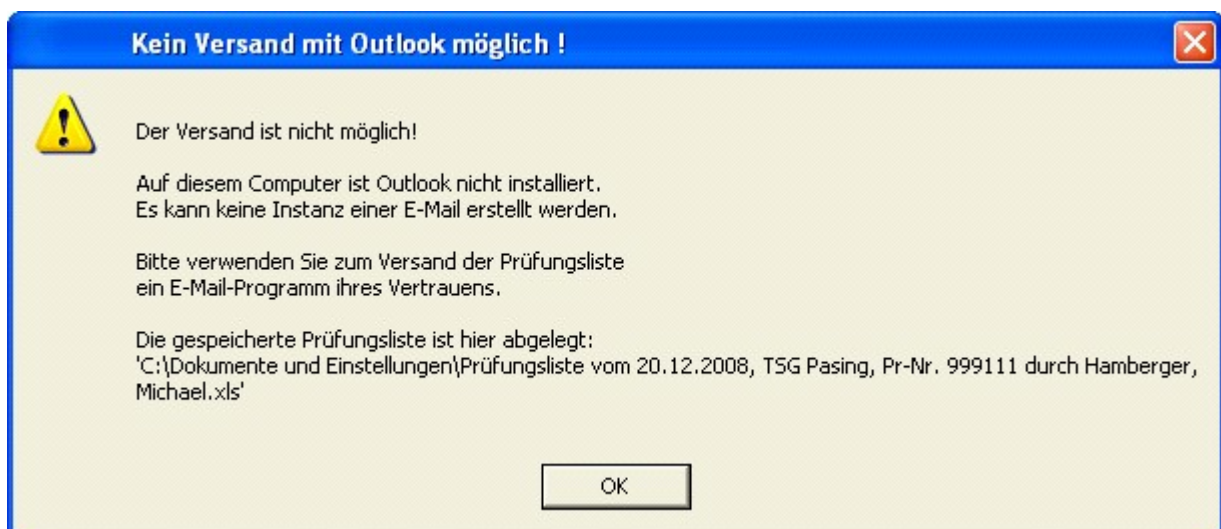 Kein Versand mit Outlook möglich !
Der Versand ist nicht möglich!
Auf diesem Computer ist Outlook nicht installiert.
Es kann keine Instanz einer E-Mail erstellt werden.
Bitte verwenden Sie zum Versand der Prüfungsliste
ein E-Mail-Programm ihres Vertrauens.
Die gespeicherte Prüfungsliste ist hier abgelegt:
'C:\Dokumente und Einstellungen\Prüfungsliste vom 20.12.2008, TSG Pasing, Pr-Nr. 999111 durch Hamberger,
Michael.xls'
OK